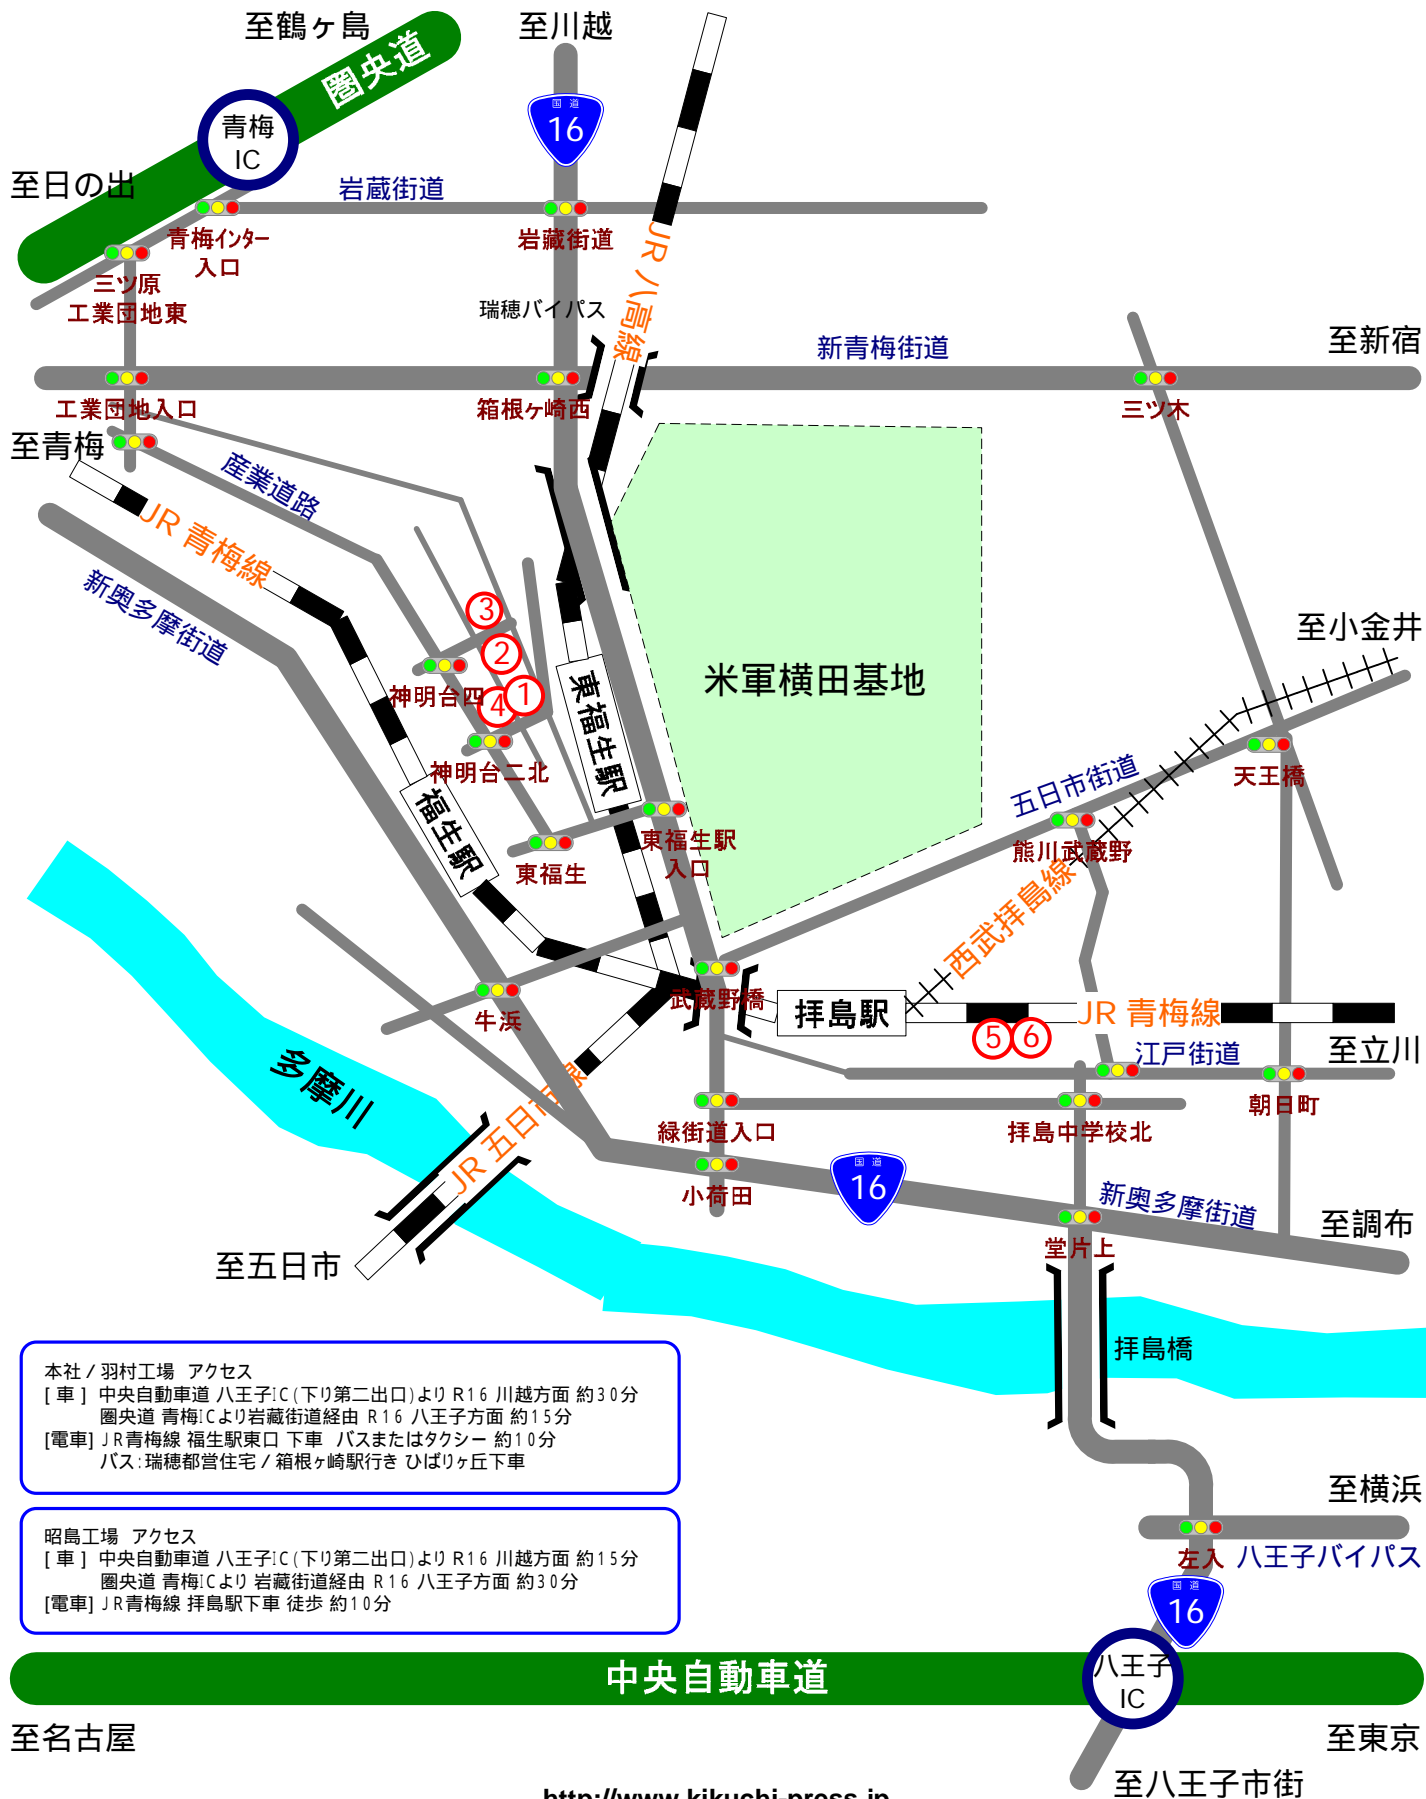 至鶴ヶ島
至川越
圏央道
国道
16
青梅
IC
至日の出
岩蔵街道
青梅インター
入口
岩蔵街道
三ツ原
工業団地東
JR 八高線
瑞穂バイパス
新青梅街道
至新宿
工業団地入口
箱根ヶ崎西
三ツ木
至青梅
産業道路
JR 青梅線
新奥多摩街道
③
②
④
①
神明台四
神明台二北
至小金井
米軍横田基地
東福生駅
五日市街道
天王橋
福生駅
東福生
東福生駅
入口
熊川武蔵野
西武拝島線
武蔵野橋
拝島駅
JR 青梅線
牛浜
⑤
⑥
江戸街道
至立川
多摩川
緑街道入口
拝島中学校北
朝日町
JR 五日市線
小荷田
国道
16
新奥多摩街道
至調布
堂片上
至五日市
拝島橋
本社 / 羽村工場 アクセス
[ 車 ] 中央自動車道 八王子IC (下り第二出口)より R16 川越方面 約30分
圏央道 青梅ICより岩蔵街道経由 R16 八王子方面 約15分
[電車] JR青梅線 福生駅東口 下車 バスまたはタクシー 約10分
バス:瑞穂都営住宅 / 箱根ヶ崎駅行き ひばりヶ丘下車
至横浜
昭島工場 アクセス
[ 車 ] 中央自動車道 八王子IC (下り第二出口)より R16 川越方面 約15分
圏央道 青梅ICより 岩蔵街道経由 R16 八王子方面 約30分
[電車] JR青梅線 拝島駅下車 徒歩 約10分
左入
八王子バイパス
国道
16
中央自動車道
八王子
IC
至名古屋
至東京
至八王子市街
http://www.kikuchi-press.jp